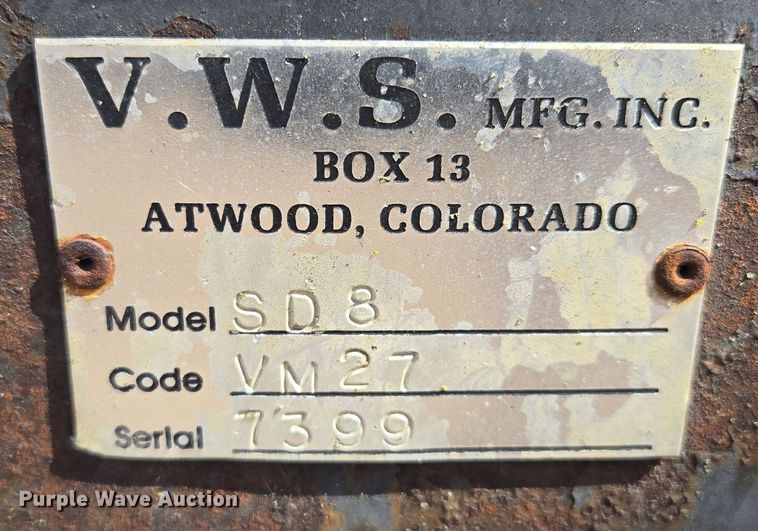 V.W.S. MFG. INC.
BOX 13
ATWOOD, COLORADO
Model SD8
Code VM27
Serial 7399
Purple Wave Auction